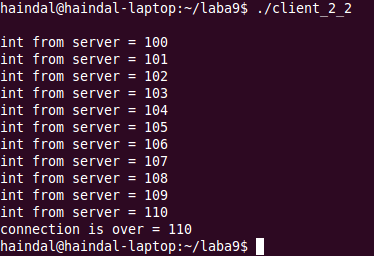 haindal@haindal-laptop:~/laba9$ ./client_2_2
int from server = 100
int from server = 101
int from server = 102
int from server = 103
int from server = 104
int from server = 105
int from server = 106
int from server = 107
int from server = 108
int from server = 109
int from server = 110
connection is over = 110
haindal@haindal-laptop:~/laba9$